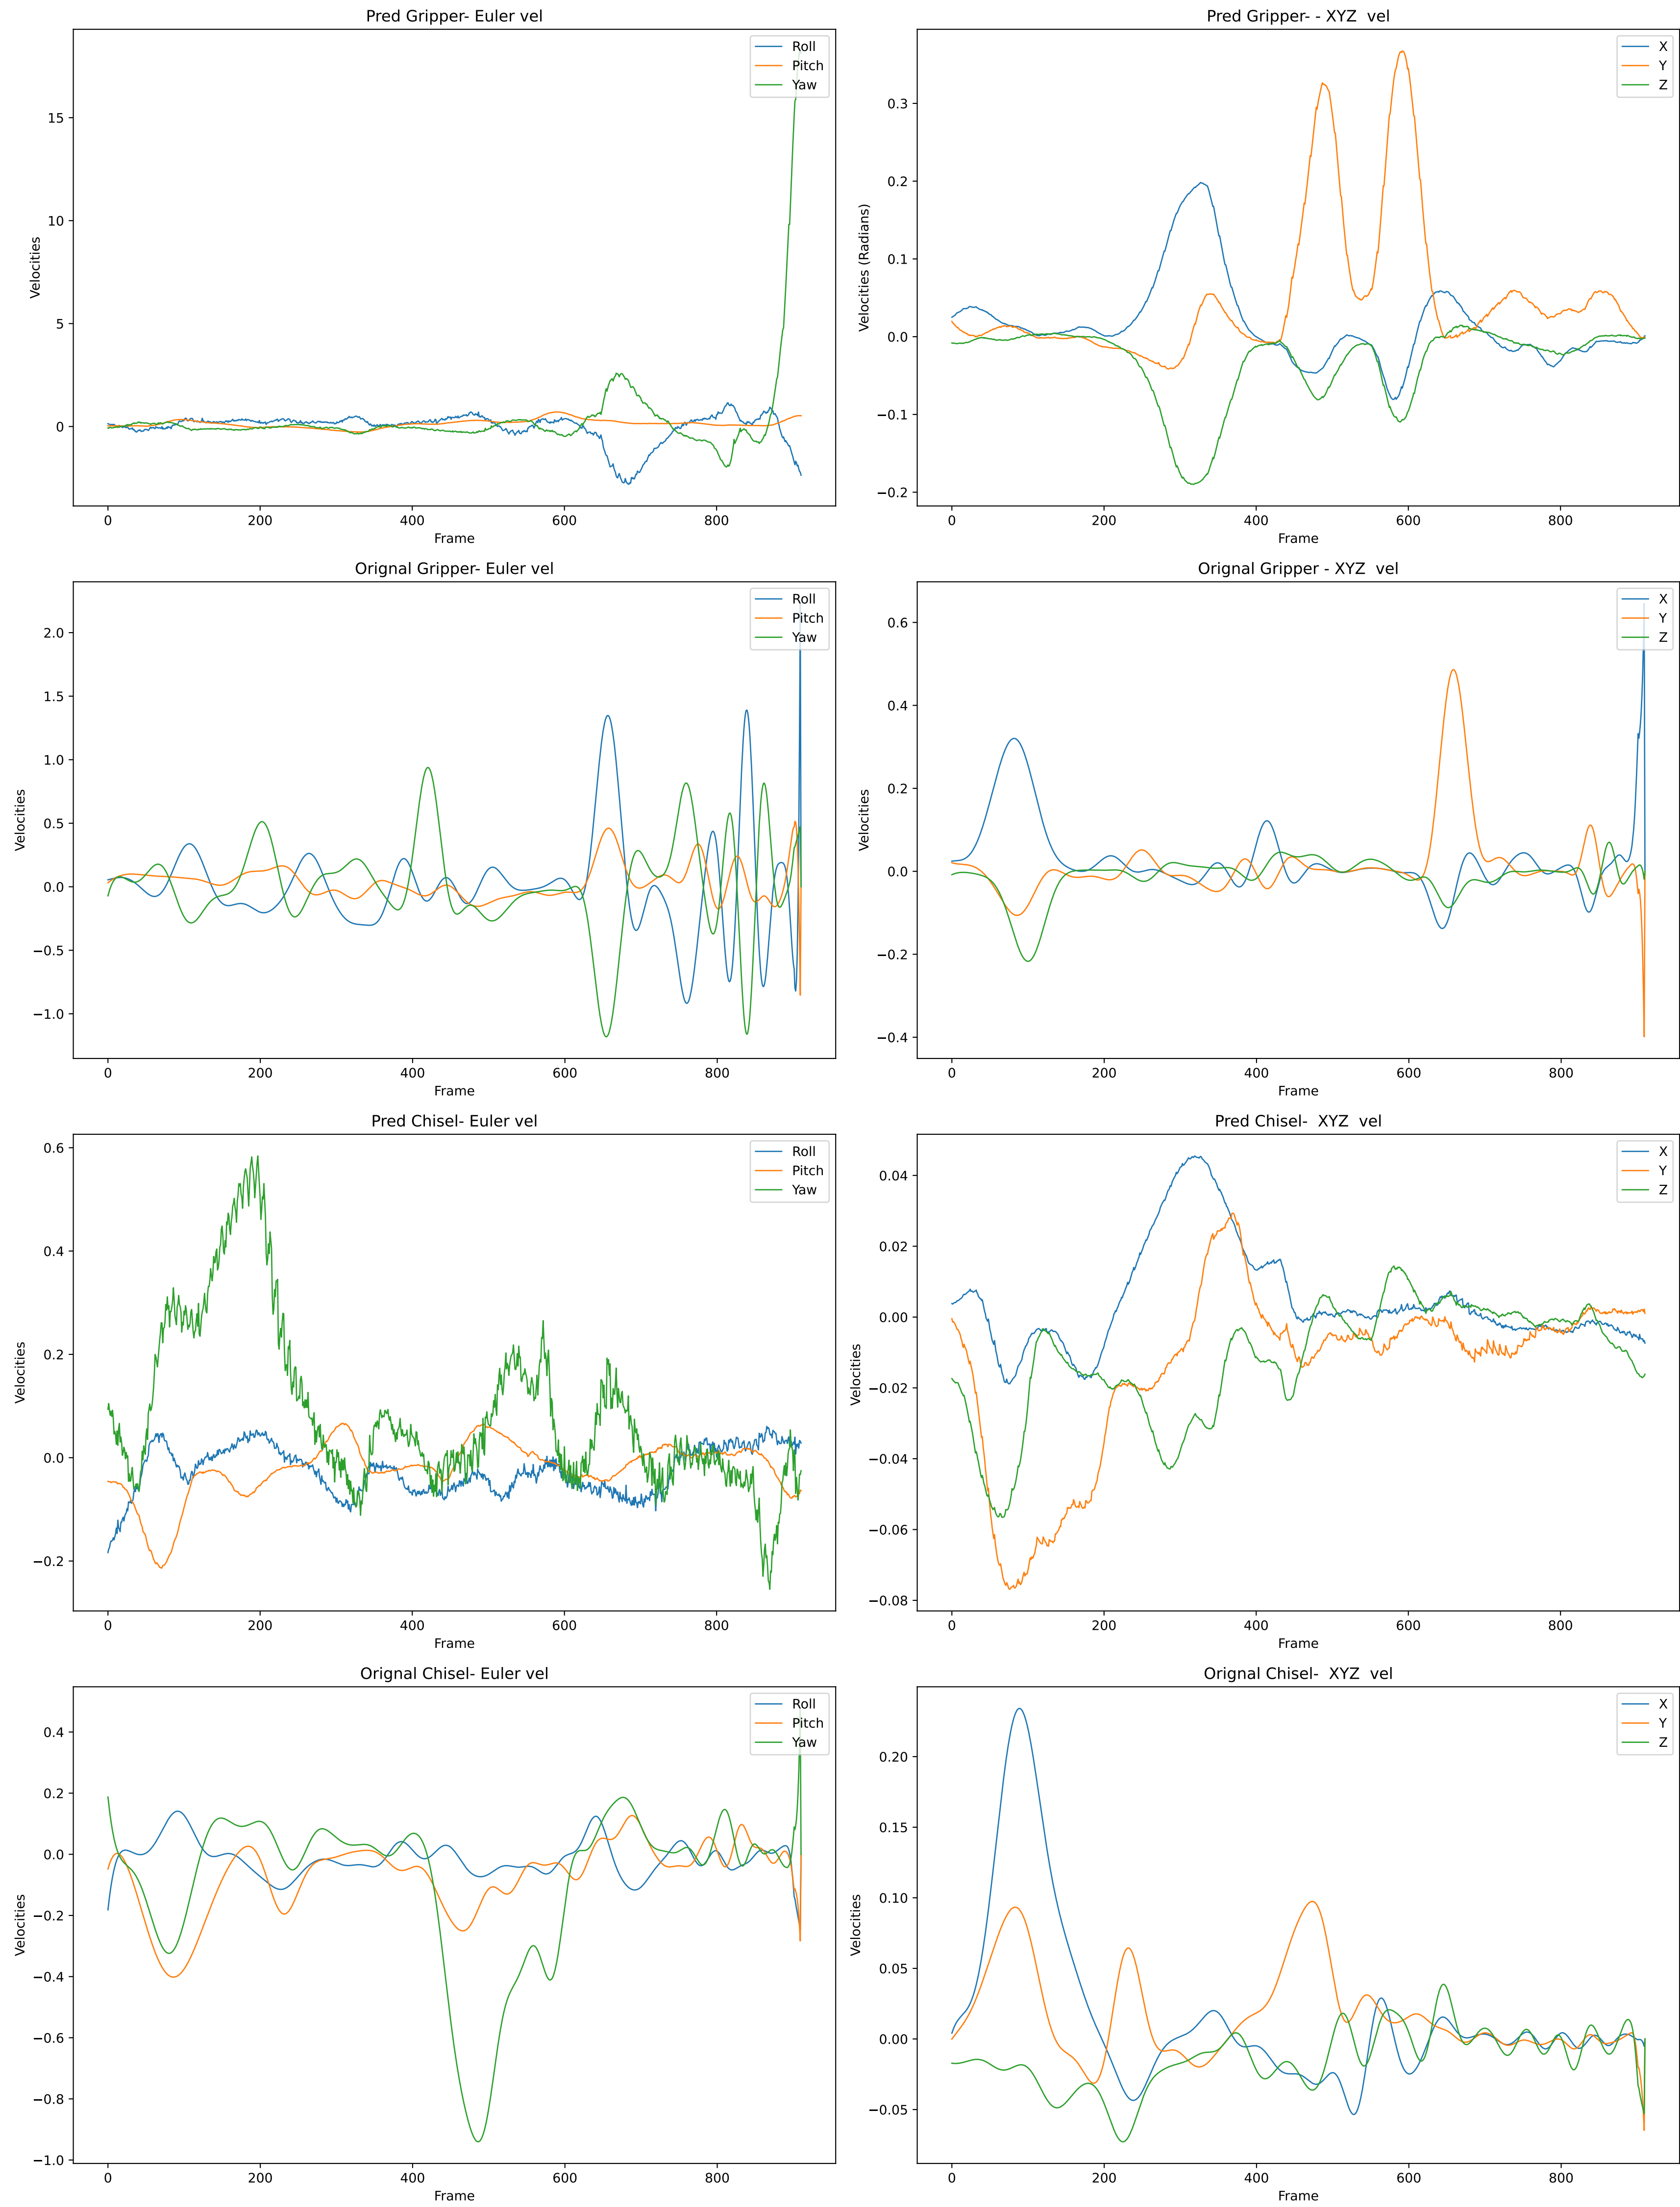 Pred Gripper- Euler vel
Roll
Pitch
Yaw
15
10
5
0
Velocities
0 200 400 600 800
Frame
Pred Gripper- - XYZ  vel
X
Y
Z
0.3
0.2
0.1
0.0
−0.1
−0.2
Velocities (Radians)
0 200 400 600 800
Frame
Orignal Gripper- Euler vel
Roll
Pitch
Yaw
2.0
1.5
1.0
0.5
0.0
−0.5
−1.0
Velocities
0 200 400 600 800
Frame
Orignal Gripper - XYZ  vel
X
Y
Z
0.6
0.4
0.2
0.0
−0.2
−0.4
Velocities
0 200 400 600 800
Frame
Pred Chisel- Euler vel
Roll
Pitch
Yaw
0.6
0.4
0.2
0.0
−0.2
Velocities
0 200 400 600 800
Frame
Pred Chisel-  XYZ  vel
X
Y
Z
0.04
0.02
0.00
−0.02
−0.04
−0.06
−0.08
Velocities
0 200 400 600 800
Frame
Orignal Chisel- Euler vel
Roll
Pitch
Yaw
0.4
0.2
0.0
−0.2
−0.4
−0.6
−0.8
−1.0
Velocities
0 200 400 600 800
Frame
Orignal Chisel-  XYZ  vel
X
Y
Z
0.20
0.15
0.10
0.05
0.00
−0.05
Velocities
0 200 400 600 800
Frame